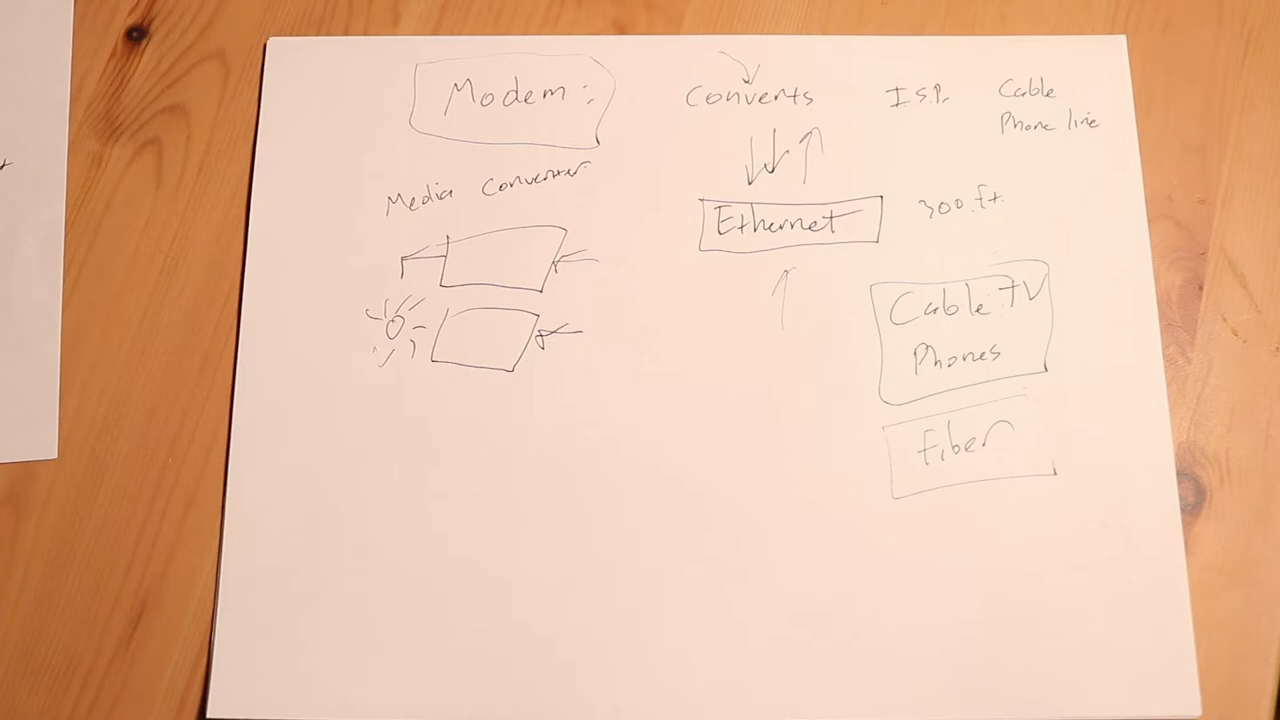 Modem:
Converts
I.S.P.
Cable
Phone line
Media Converter
Ethernet
300 ft.
Cable TV
Phones
fiber